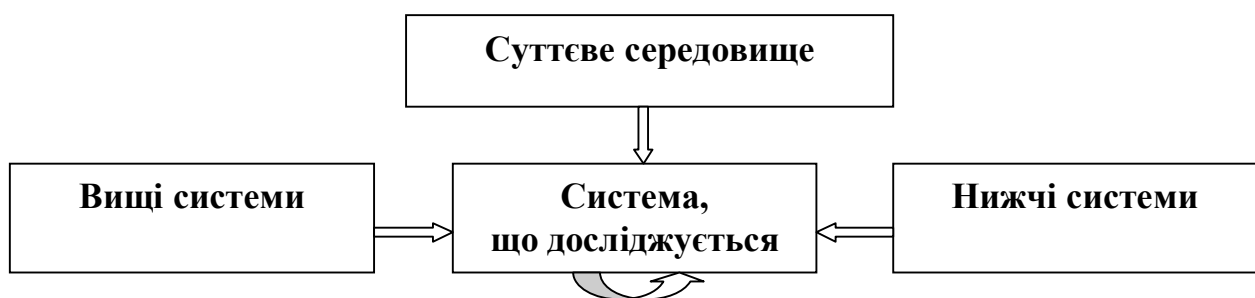 Суттєве середовище
Вищі системи
Система,
що досліджується
Нижчі системи